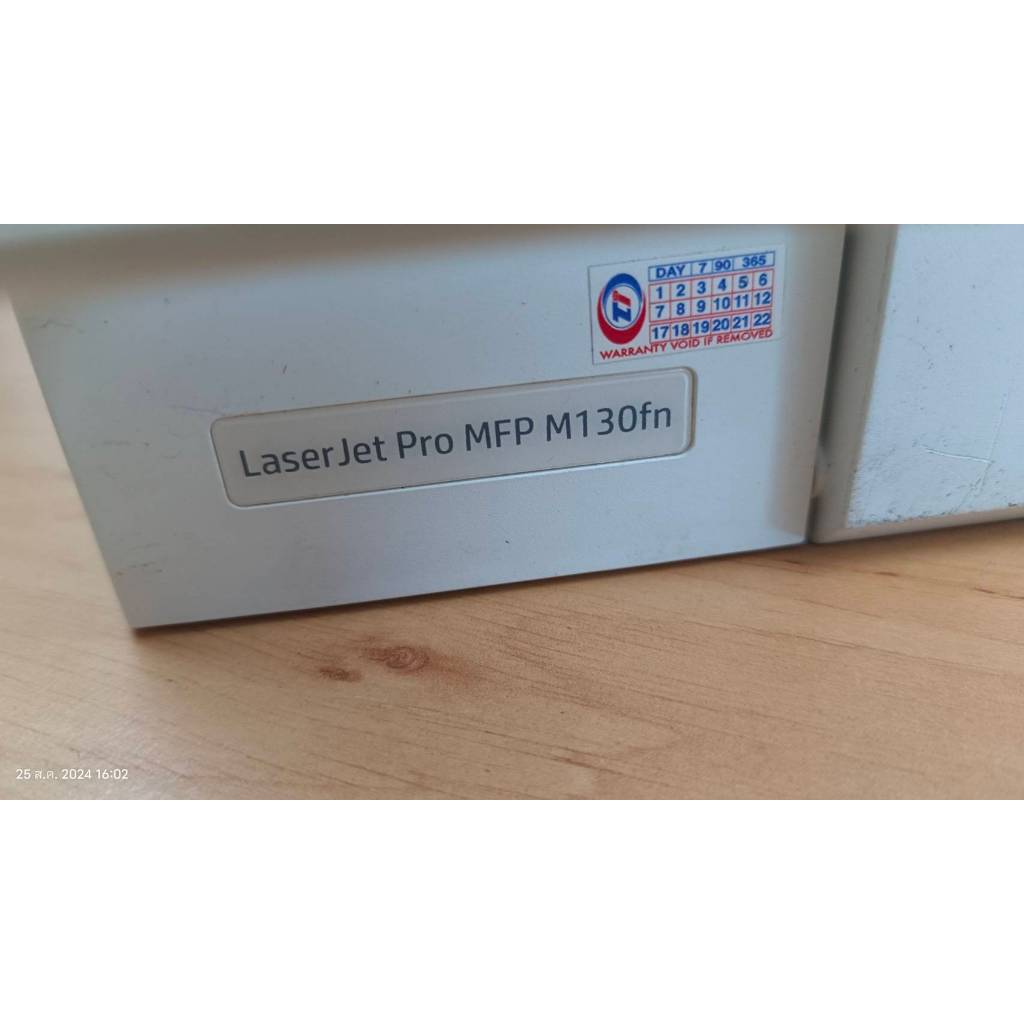 DAY 7 90 365
1 2 3 4 5 6
7 8 9 10 11 12
17 18 19 20 21 22
WARRANTY VOID IF REMOVED
LaserJet Pro MFP M130fn
25 ส.ค. 2024 16:02